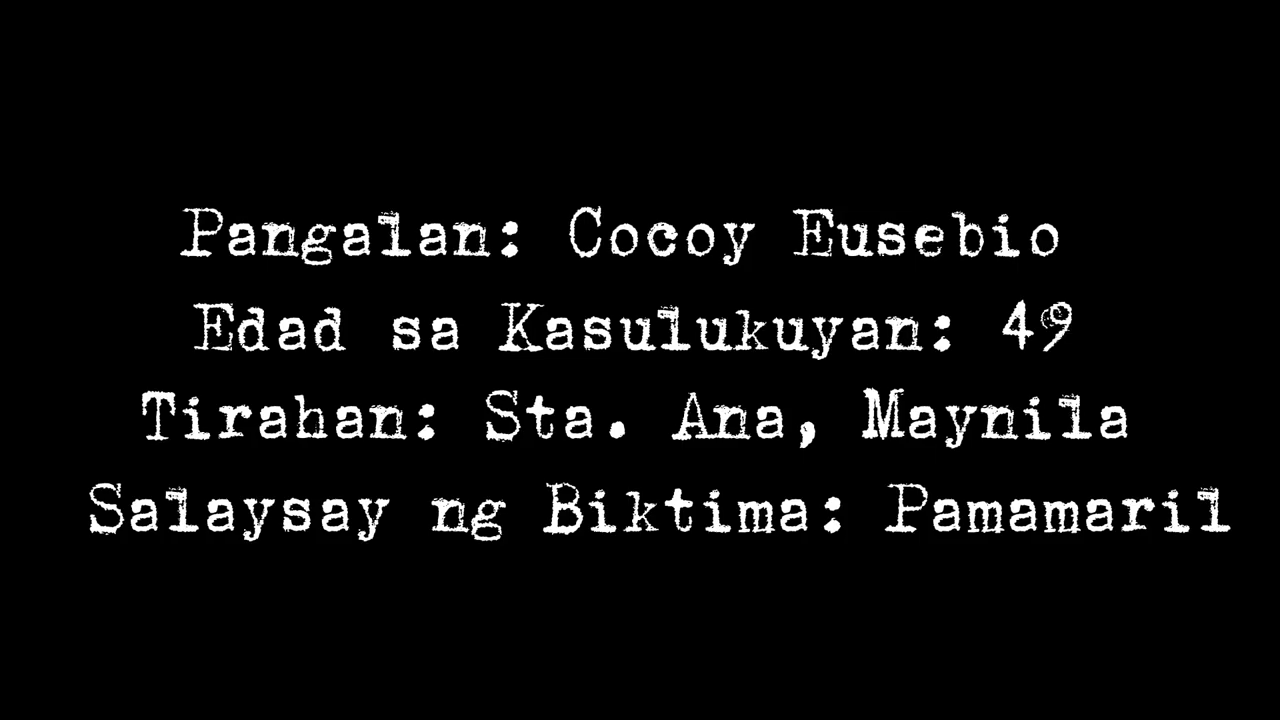 Pangalan: Cocoy Eusebio
Edad sa Kasulukuyan: 49
Tirahan: Sta. Ana, Maynila
Salaysay ng Biktima: Pamamaril